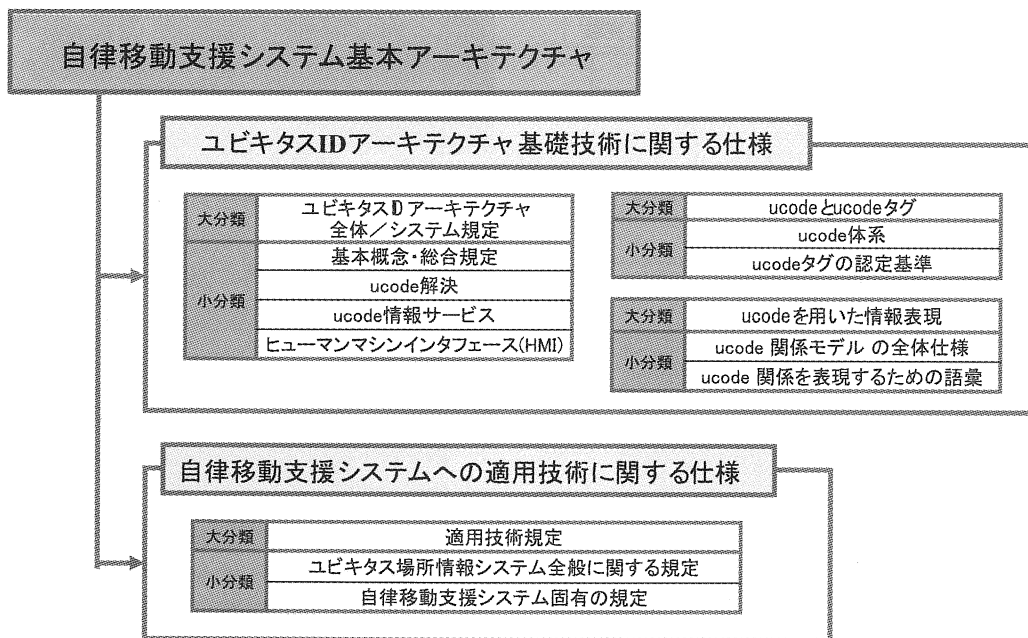 自律移動支援システム基本アーキテクチャ
ユビキタスIDアーキテクチャ基礎技術に関する仕様
大分類
ユビキタスID アーキテクチャ
全体／システム規定
小分類
基本概念・総合規定
ucode解決
ucode情報サービス
ヒューマンマシンインタフェース(HMI)
大分類
ucodeとucodeタグ
小分類
ucode体系
ucodeタグの認定基準
大分類
ucodeを用いた情報表現
小分類
ucode 関係モデル の全体仕様
ucode 関係を表現するための語彙
自律移動支援システムへの適用技術に関する仕様
大分類
適用技術規定
小分類
ユビキタス場所情報システム全般に関する規定
自律移動支援システム固有の規定